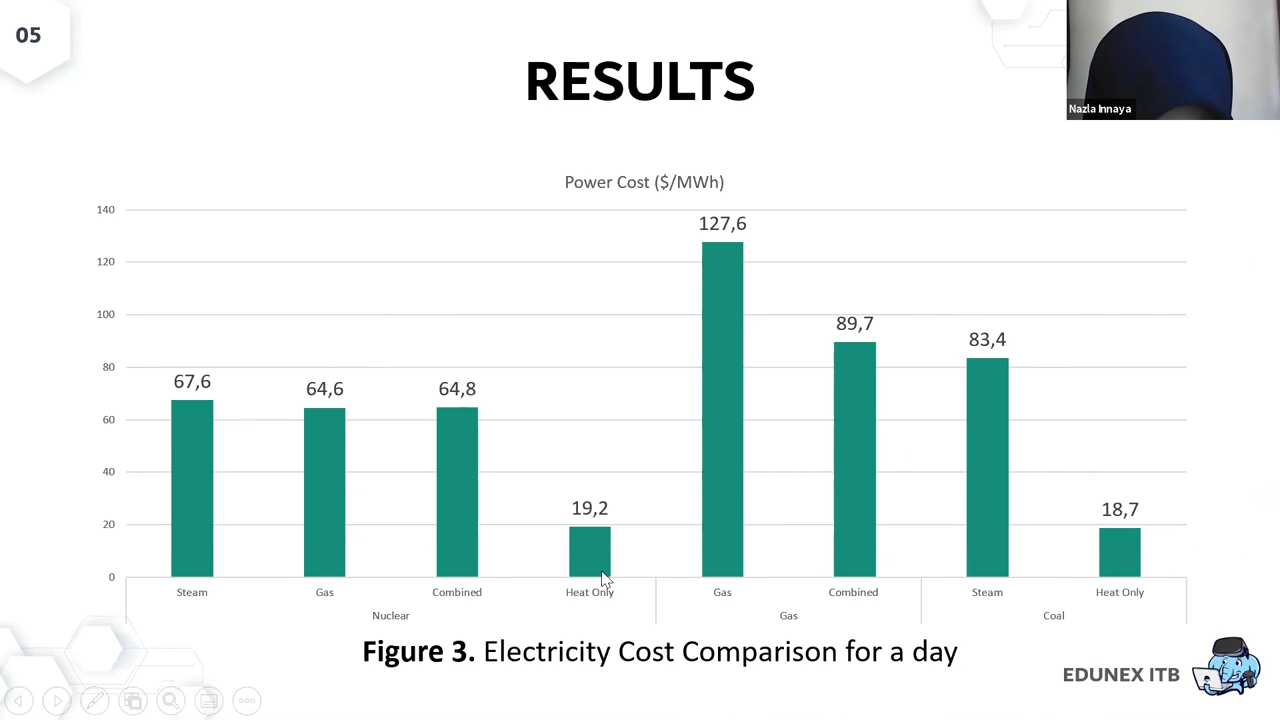 05
RESULTS
Nazla Innaya
Power Cost ($/MWh)
140
120
100
80
60
40
20
0
67,6
64,6
64,8
19,2
127,6
89,7
83,4
18,7
Steam Gas Combined Heat Only Gas Combined Steam Heat Only
Nuclear Gas Coal
Figure 3. Electricity Cost Comparison for a day
EDUNEX ITB